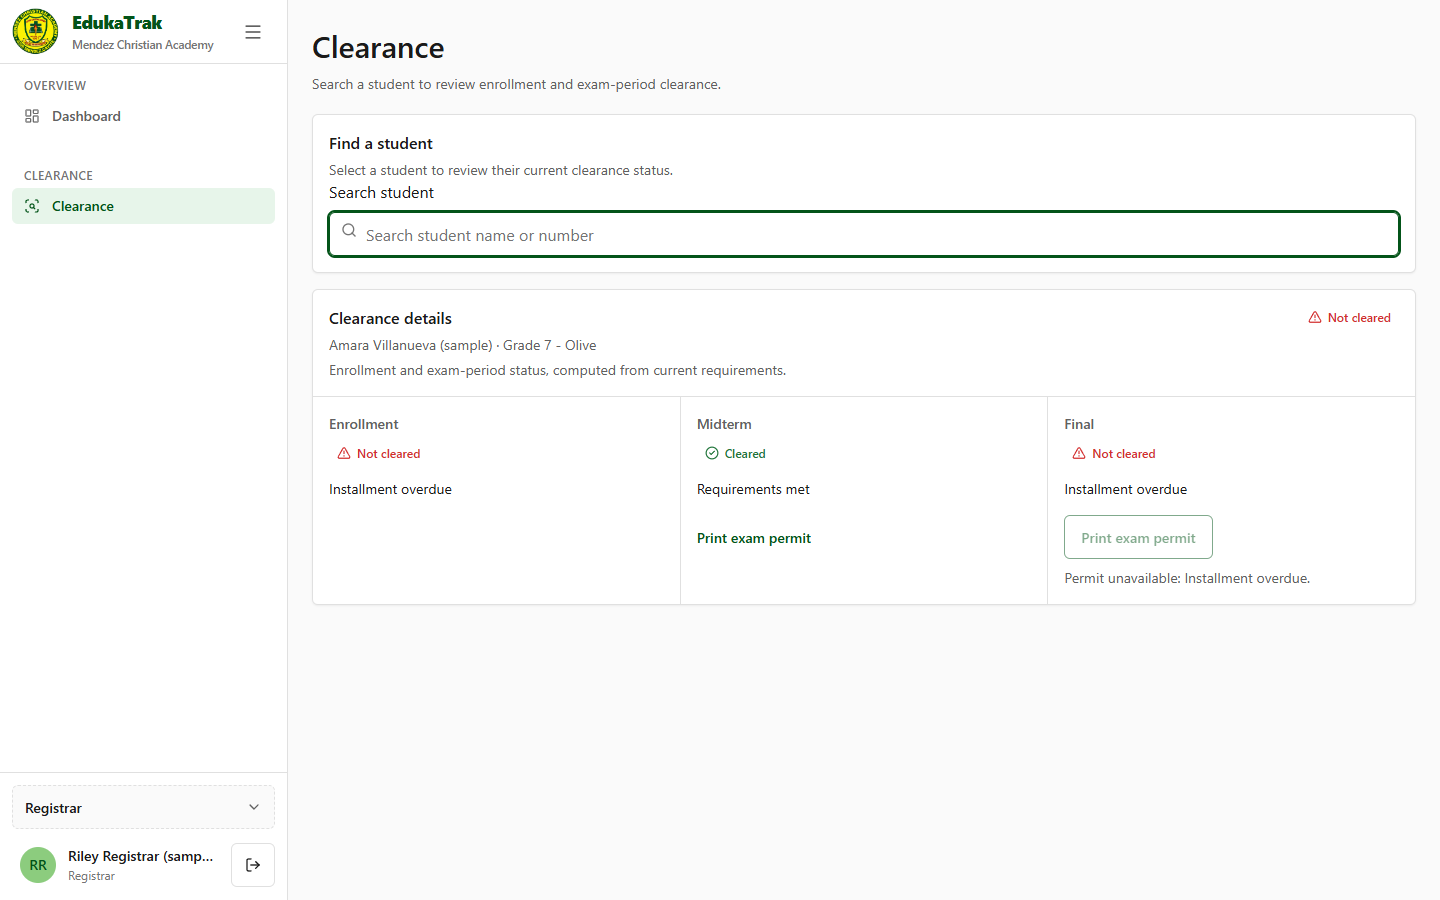 EdukaTrak
Mendez Christian Academy
OVERVIEW
Dashboard
CLEARANCE
Clearance
Registrar
RR
Riley Registrar (samp...
Registrar
Clearance
Search a student to review enrollment and exam-period clearance.
Find a student
Select a student to review their current clearance status.
Search student
Search student name or number
Clearance details
Not cleared
Amara Villanueva (sample) · Grade 7 - Olive
Enrollment and exam-period status, computed from current requirements.
Enrollment
Not cleared
Installment overdue
Midterm
Cleared
Requirements met
Print exam permit
Final
Not cleared
Installment overdue
Print exam permit
Permit unavailable: Installment overdue.